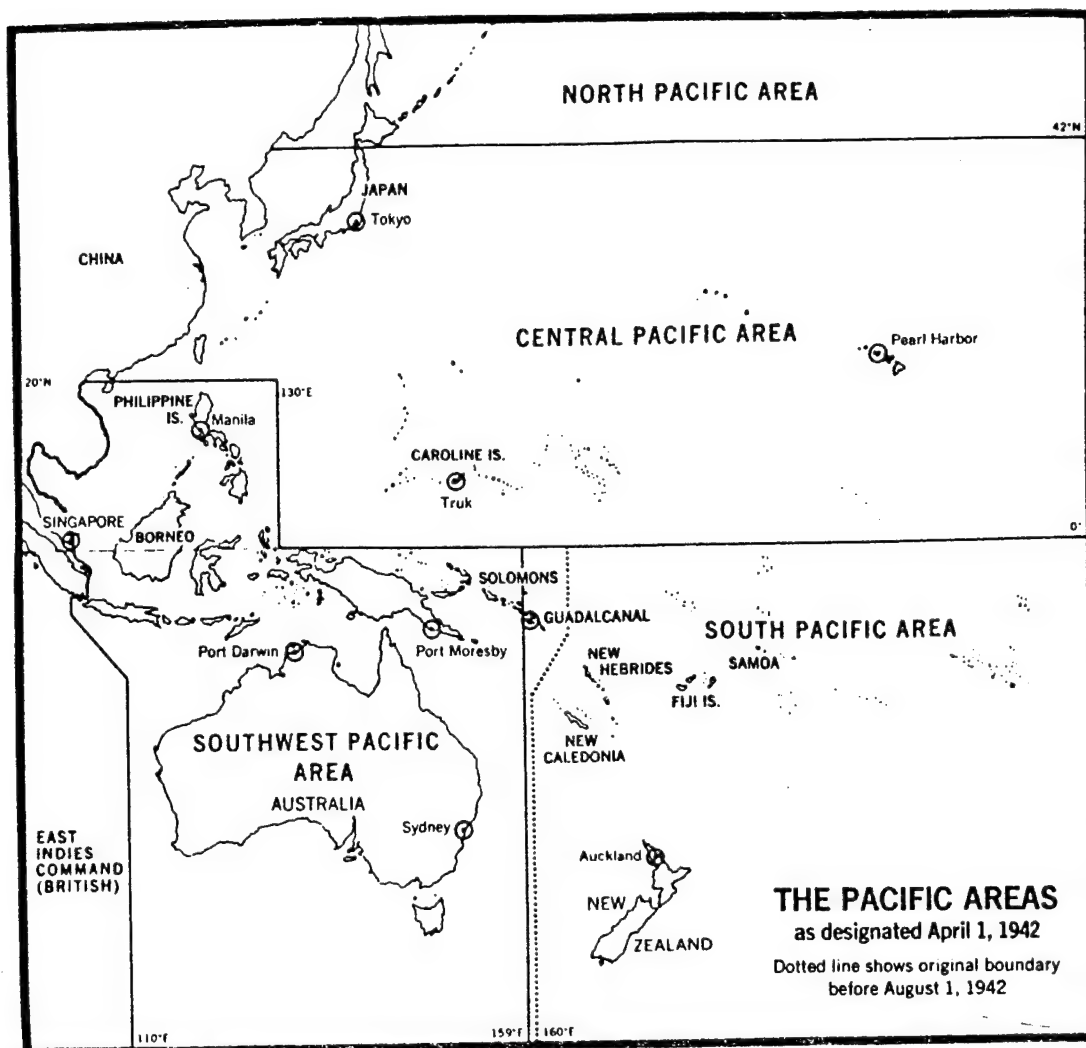 NORTH PACIFIC AREA
42°N
JAPAN
Tokyo
CHINA
CENTRAL PACIFIC AREA
Pearl Harbor
20°N
130°E
PHILIPPINE
IS.
Manila
CAROLINE IS.
Truk
SINGAPORE
BORNEO
0°
SOLOMONS
GUADALCANAL
SOUTH PACIFIC AREA
Port Darwin
Port Moresby
NEW
HEBRIDES
SAMOA
FIJI IS.
NEW
CALEDONIA
SOUTHWEST PACIFIC
AREA
AUSTRALIA
Sydney
EAST
INDIES
COMMAND
(BRITISH)
Auckland
NEW
ZEALAND
THE PACIFIC AREAS
as designated April 1, 1942
Dotted line shows original boundary
before August 1, 1942
110°E
159°E
160°E